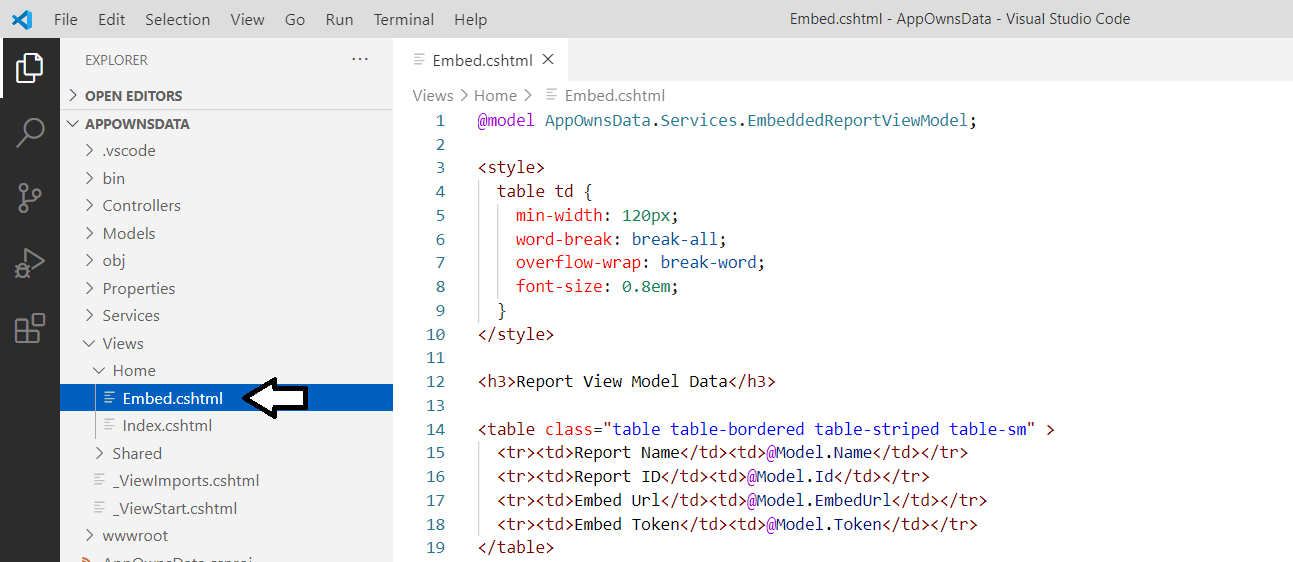 File Edit Selection View Go Run Terminal Help Embed.cshtml - AppOwnsData - Visual Studio Code
EXPLORER ···
OPEN EDITORS
APPOWNSDATA
.vscode
bin
Controllers
Models
obj
Properties
Services
Views
Home
Embed.cshtml
Index.cshtml
Shared
_ViewImports.cshtml
_ViewStart.cshtml
wwwroot
AppOwnsData.csproj
Embed.cshtml
Views > Home > Embed.cshtml
1 @model AppOwnsData.Services.EmbeddedReportViewModel;
2
3 <style>
4 table td {
5 min-width: 120px;
6 word-break: break-all;
7 overflow-wrap: break-word;
8 font-size: 0.8em;
9 }
10 </style>
11
12 <h3>Report View Model Data</h3>
13
14 <table class="table table-bordered table-striped table-sm" >
15 <tr><td>Report Name</td><td>@Model.Name</td></tr>
16 <tr><td>Report ID</td><td>@Model.Id</td></tr>
17 <tr><td>Embed Url</td><td>@Model.EmbedUrl</td></tr>
18 <tr><td>Embed Token</td><td>@Model.Token</td></tr>
19 </table>